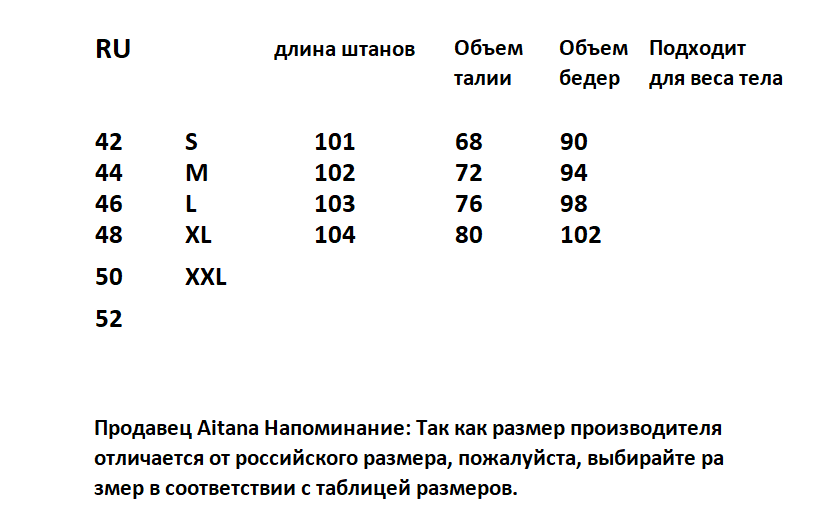 RU длина штанов Объем талии Объем бедер Подходит для веса тела
42 S 101 68 90
44 M 102 72 94
46 L 103 76 98
48 XL 104 80 102
50 XXL
52
Продавец Aitana Напоминание: Так как размер производителя
отличается от российского размера, пожалуйста, выбирайте ра
змер в соответствии с таблицей размеров.